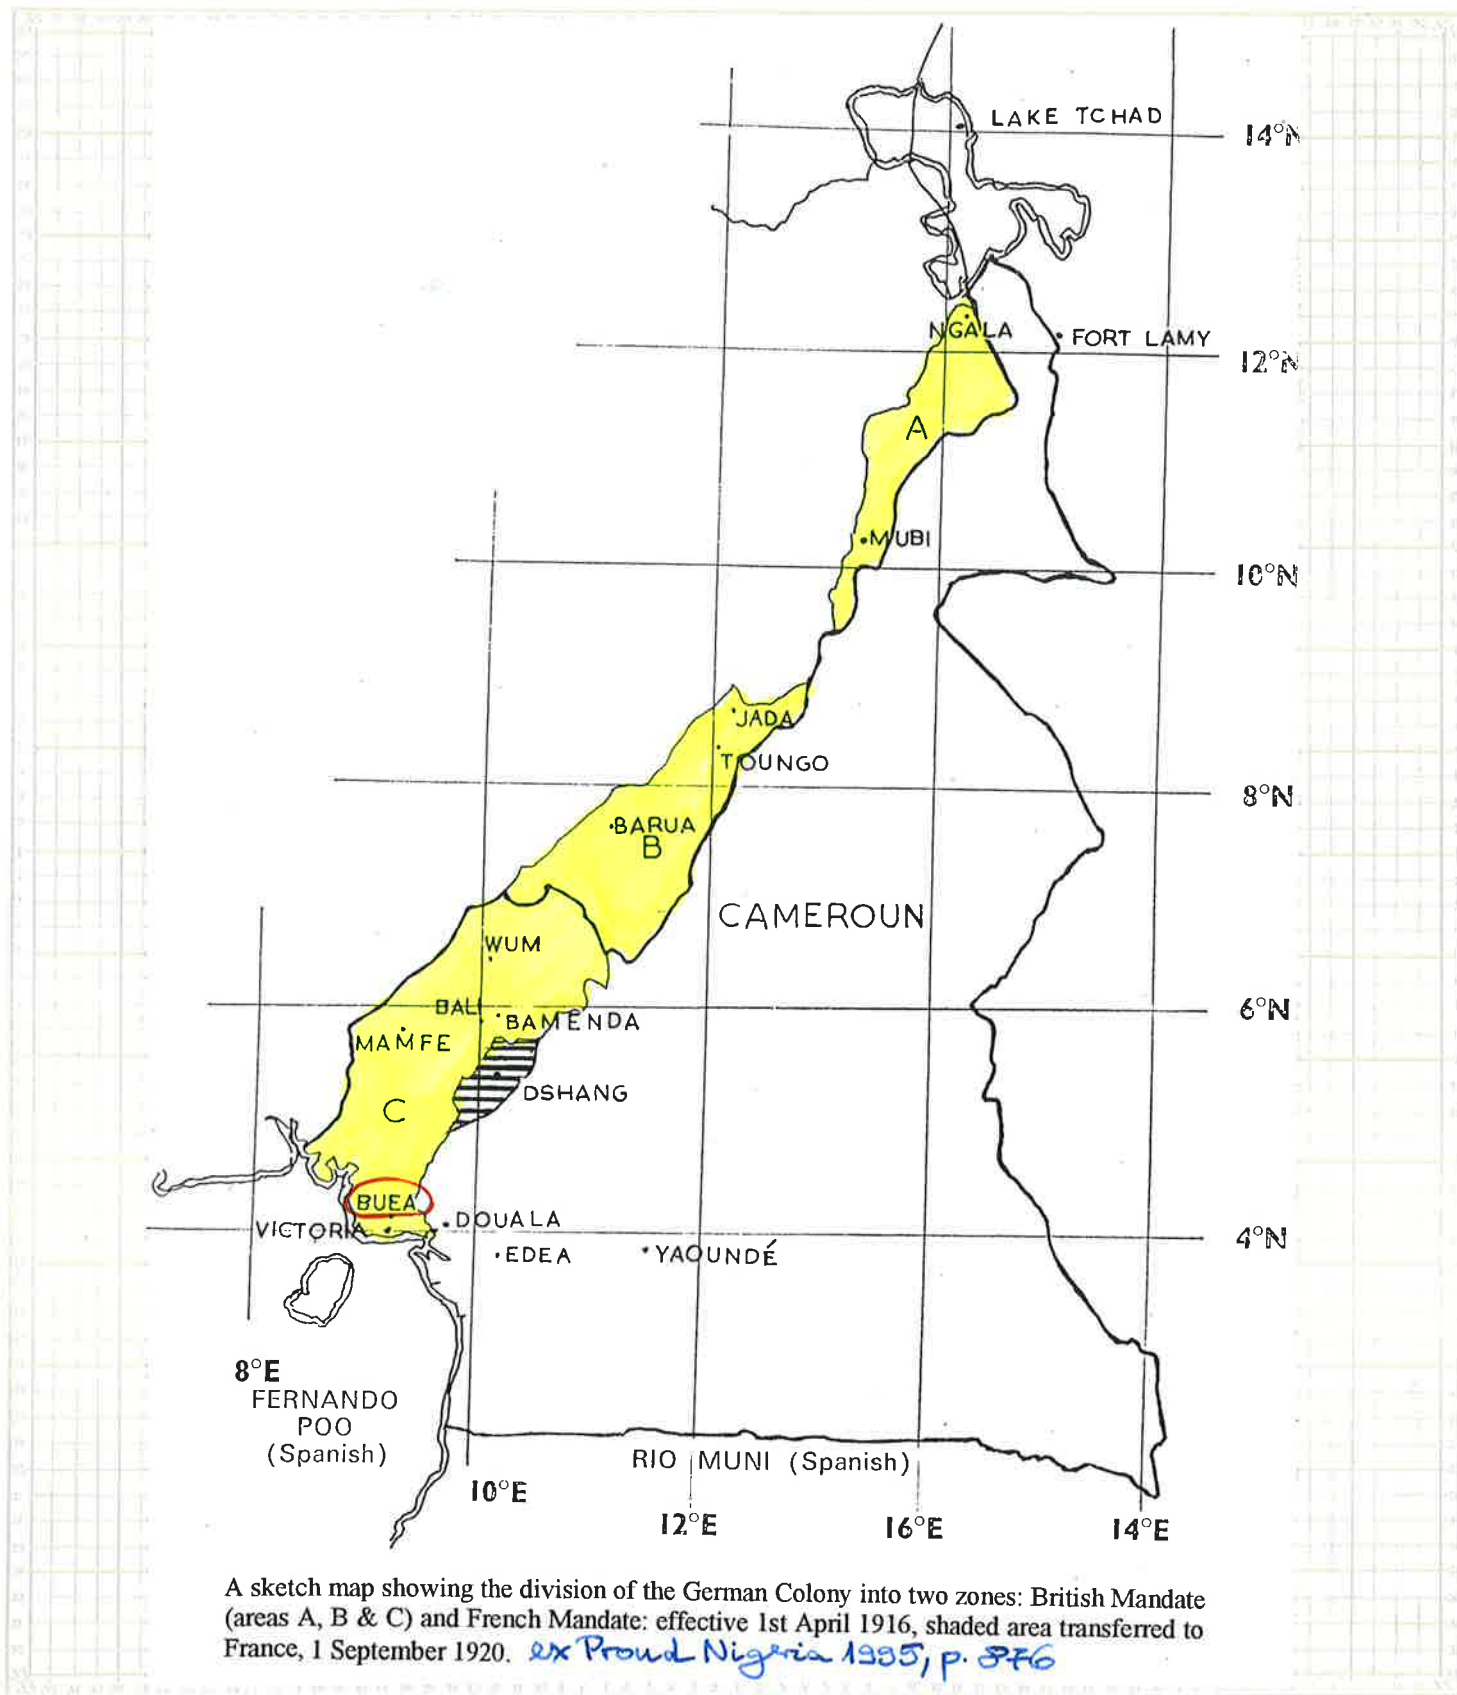 LAKE TCHAD
14°N
NGALA
FORT LAMY
12°N
A
MUBI
10°N
JADA
TOUNGO
8°N
BARUA
B
CAMEROUN
WUM
BALI
BAMENDA
6°N
MAMFE
DSHANG
C
BUEA
VICTORIA
DOUALA
4°N
EDEA
YAOUNDÉ
8°E
FERNANDO
POO
(Spanish)
RIO MUNI (Spanish)
10°E
12°E
16°E
14°E
A sketch map showing the division of the German Colony into two zones: British Mandate
(areas A, B & C) and French Mandate: effective 1st April 1916, shaded area transferred to
France, 1 September 1920. ex Proud Nigeria 1995, p. 876